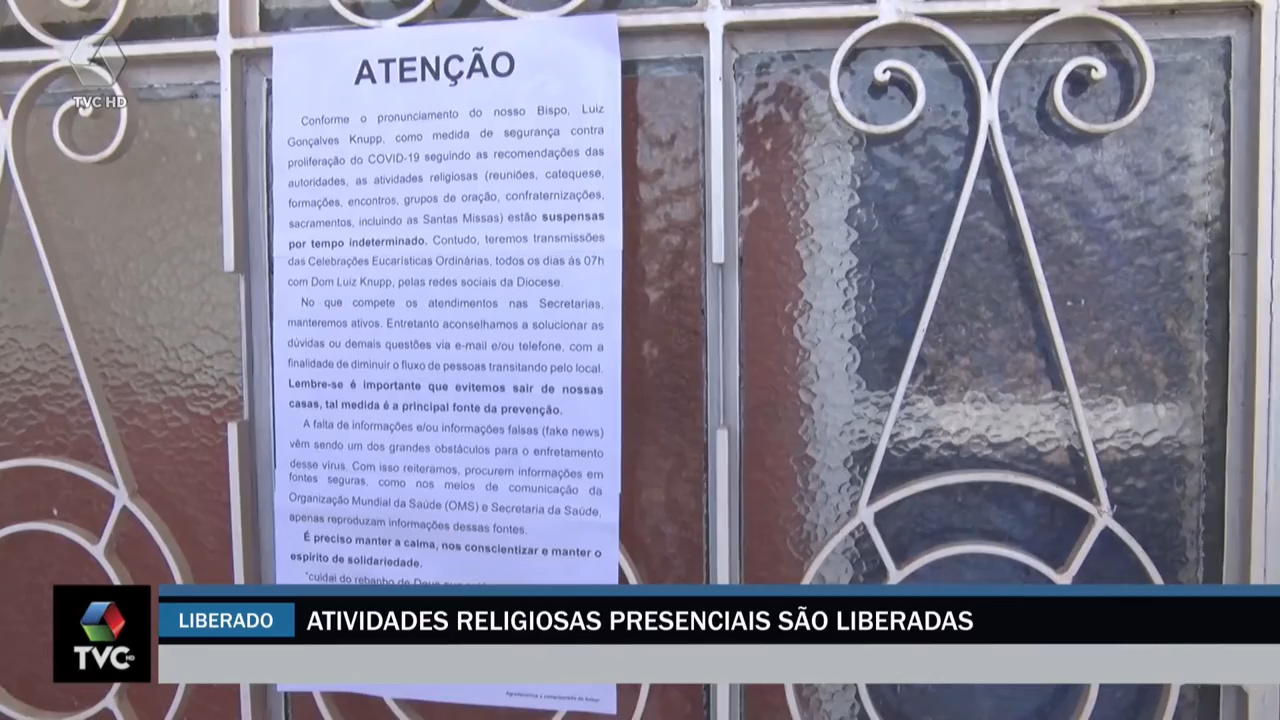 TVC HD
ATENÇÃO
Conforme o pronunciamento do nosso Bispo, Luiz
Gonçalves Knupp, como medida de segurança contra
proliferação do COVID-19 seguindo as recomendações das
autoridades, as atividades religiosas (reuniões, catequese,
formações, encontros, grupos de oração, confraternizações,
sacramentos, incluindo as Santas Missas) estão suspensas
por tempo indeterminado. Contudo, teremos transmissões
das Celebrações Eucarísticas Ordinárias, todos os dias ás 07h
com Dom Luiz Knupp, pelas redes sociais da Diocese.
No que compete os atendimentos nas Secretarias,
manteremos ativos. Entretanto aconselhamos a solucionar as
dúvidas ou demais questões via e-mail e/ou telefone, com a
finalidade de diminuir o fluxo de pessoas transitando pelo local.
Lembre-se é importante que evitemos sair de nossas
casas, tal medida é a principal fonte da prevenção.
A falta de informações e/ou informações falsas (fake news)
vêm sendo um dos grandes obstáculos para o enfretamento
desse virus. Com isso reiteramos, procurem informações em
fontes seguras, como nos meios de comunicação da
Organização Mundial da Saúde (OMS) e Secretaria da Saúde,
apenas reproduzam informações dessas fontes.
É preciso manter a calma, nos conscientizar e manter o
espírito de solidariedade.
"cuidai do rebanho de Deus
LIBERADO
ATIVIDADES RELIGIOSAS PRESENCIAIS SÃO LIBERADAS
TVC HD
Agradecemos a compreensão de todos!